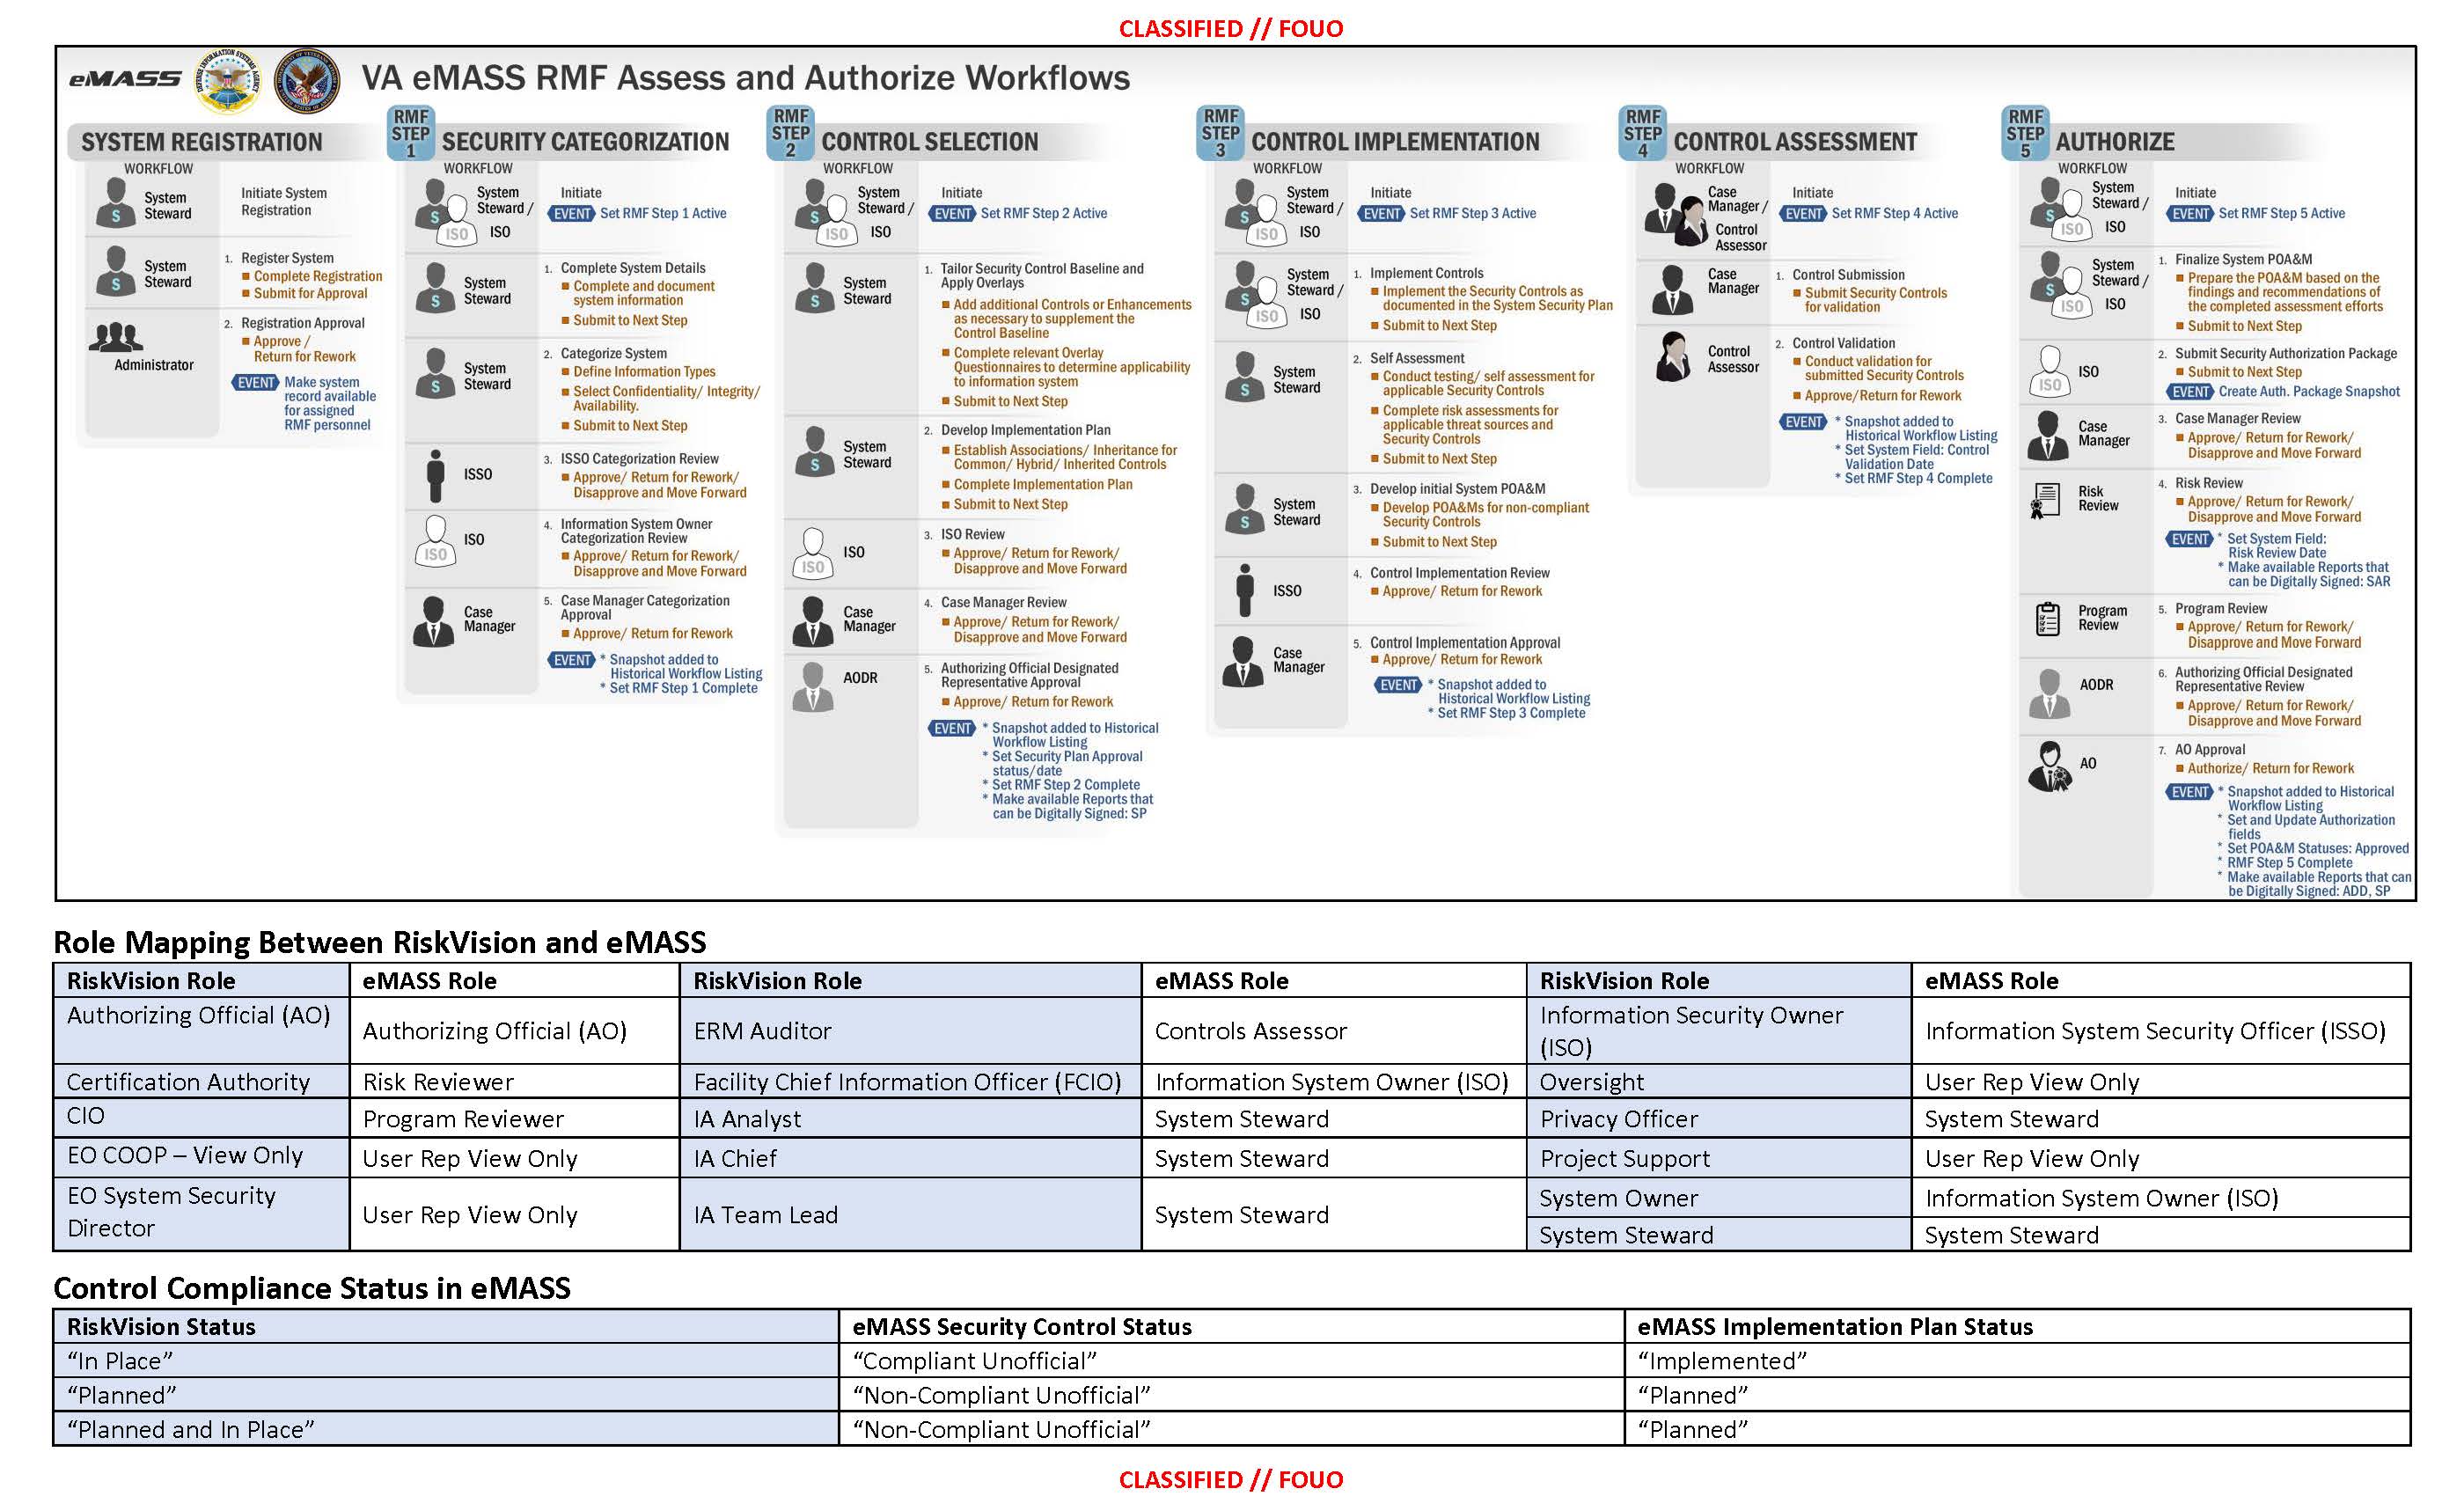 CLASSIFIED // FOUO
eMASS
VA eMASS RMF Assess and Authorize Workflows
SYSTEM REGISTRATION
WORKFLOW
System
Steward
Initiate System
Registration
System
Steward
1. Register System
■ Complete Registration
■ Submit for Approval
Administrator
2. Registration Approval
■ Approve /
Return for Rework
EVENT Make system
record available
for assigned
RMF personnel
RMF
STEP
1
SECURITY CATEGORIZATION
WORKFLOW
System
Steward /
ISO
ISO
Initiate
EVENT Set RMF Step 1 Active
System
Steward
1. Complete System Details
■ Complete and document
system information
■ Submit to Next Step
System
Steward
2. Categorize System
■ Define Information Types
■ Select Confidentiality/ Integrity/
Availability.
■ Submit to Next Step
ISSO
3. ISSO Categorization Review
■ Approve/ Return for Rework/
Disapprove and Move Forward
ISO
ISO
4. Information System Owner
Categorization Review
■ Approve/ Return for Rework/
Disapprove and Move Forward
Case
Manager
5. Case Manager Categorization
Approval
■ Approve/ Return for Rework
EVENT * Snapshot added to
Historical Workflow Listing
* Set RMF Step 1 Complete
RMF
STEP
2
CONTROL SELECTION
WORKFLOW
System
Steward /
ISO
ISO
Initiate
EVENT Set RMF Step 2 Active
System
Steward
1. Tailor Security Control Baseline and
Apply Overlays
■ Add additional Controls or Enhancements
as necessary to supplement the
Control Baseline
■ Complete relevant Overlay
Questionnaires to determine applicability
to information system
■ Submit to Next Step
System
Steward
2. Develop Implementation Plan
■ Establish Associations/ Inheritance for
Common/ Hybrid/ Inherited Controls
■ Complete Implementation Plan
■ Submit to Next Step
ISO
ISO
3. ISO Review
■ Approve/ Return for Rework/
Disapprove and Move Forward
Case
Manager
4. Case Manager Review
■ Approve/ Return for Rework/
Disapprove and Move Forward
AODR
5. Authorizing Official Designated
Representative Approval
■ Approve/ Return for Rework
EVENT * Snapshot added to Historical
Workflow Listing
* Set Security Plan Approval
status/date
* Set RMF Step 2 Complete
* Make available Reports that
can be Digitally Signed: SP
RMF
STEP
3
CONTROL IMPLEMENTATION
WORKFLOW
System
Steward /
ISO
ISO
Initiate
EVENT Set RMF Step 3 Active
System
Steward /
ISO
ISO
1. Implement Controls
■ Implement the Security Controls as
documented in the System Security Plan
■ Submit to Next Step
System
Steward
2. Self Assessment
■ Conduct testing/ self assessment for
applicable Security Controls
■ Complete risk assessments for
applicable threat sources and
Security Controls
■ Submit to Next Step
System
Steward
3. Develop initial System POA&M
■ Develop POA&Ms for non-compliant
Security Controls
■ Submit to Next Step
ISSO
4. Control Implementation Review
■ Approve/ Return for Rework
Case
Manager
5. Control Implementation Approval
■ Approve/ Return for Rework
EVENT * Snapshot added to
Historical Workflow Listing
* Set RMF Step 3 Complete
RMF
STEP
4
CONTROL ASSESSMENT
WORKFLOW
Case
Manager /
Control
Assessor
Initiate
EVENT Set RMF Step 4 Active
Case
Manager
1. Control Submission
■ Submit Security Controls
for validation
Control
Assessor
2. Control Validation
■ Conduct validation for
submitted Security Controls
■ Approve/Return for Rework
EVENT * Snapshot added to
Historical Workflow Listing
* Set System Field: Control
Validation Date
* Set RMF Step 4 Complete
RMF
STEP
5
AUTHORIZE
WORKFLOW
System
Steward /
ISO
ISO
Initiate
EVENT Set RMF Step 5 Active
System
Steward /
ISO
ISO
1. Finalize System POA&M
■ Prepare the POA&M based on the
findings and recommendations of
the completed assessment efforts
■ Submit to Next Step
ISO
ISO
2. Submit Security Authorization Package
■ Submit to Next Step
EVENT Create Auth. Package Snapshot
Case
Manager
3. Case Manager Review
■ Approve/ Return for Rework/
Disapprove and Move Forward
Risk
Review
4. Risk Review
■ Approve/ Return for Rework/
Disapprove and Move Forward
EVENT * Set System Field:
Risk Review Date
* Make available Reports that
can be Digitally Signed: SAR
Program
Review
5. Program Review
■ Approve/ Return for Rework/
Disapprove and Move Forward
AODR
6. Authorizing Official Designated
Representative Review
■ Approve/ Return for Rework/
Disapprove and Move Forward
AO
7. AO Approval
■ Authorize/ Return for Rework
EVENT * Snapshot added to Historical
Workflow Listing
* Set and Update Authorization
fields
* Set POA&M Statuses: Approved
* RMF Step 5 Complete
* Make available Reports that can
be Digitally Signed: ADD, SP
Role Mapping Between RiskVision and eMASS
RiskVision Role eMASS Role RiskVision Role eMASS Role RiskVision Role eMASS Role
Authorizing Official (AO) Authorizing Official (AO) ERM Auditor Controls Assessor Information Security Owner
(ISO) Information System Security Officer (ISSO)
Certification Authority Risk Reviewer Facility Chief Information Officer (FCIO) Information System Owner (ISO) Oversight User Rep View Only
CIO Program Reviewer IA Analyst System Steward Privacy Officer System Steward
EO COOP – View Only User Rep View Only IA Chief System Steward Project Support User Rep View Only
EO System Security
Director User Rep View Only IA Team Lead System Steward System Owner Information System Owner (ISO)
System Steward System Steward
Control Compliance Status in eMASS
RiskVision Status eMASS Security Control Status eMASS Implementation Plan Status
“In Place” “Compliant Unofficial” “Implemented”
“Planned” “Non-Compliant Unofficial” “Planned”
“Planned and In Place” “Non-Compliant Unofficial” “Planned”
CLASSIFIED // FOUO